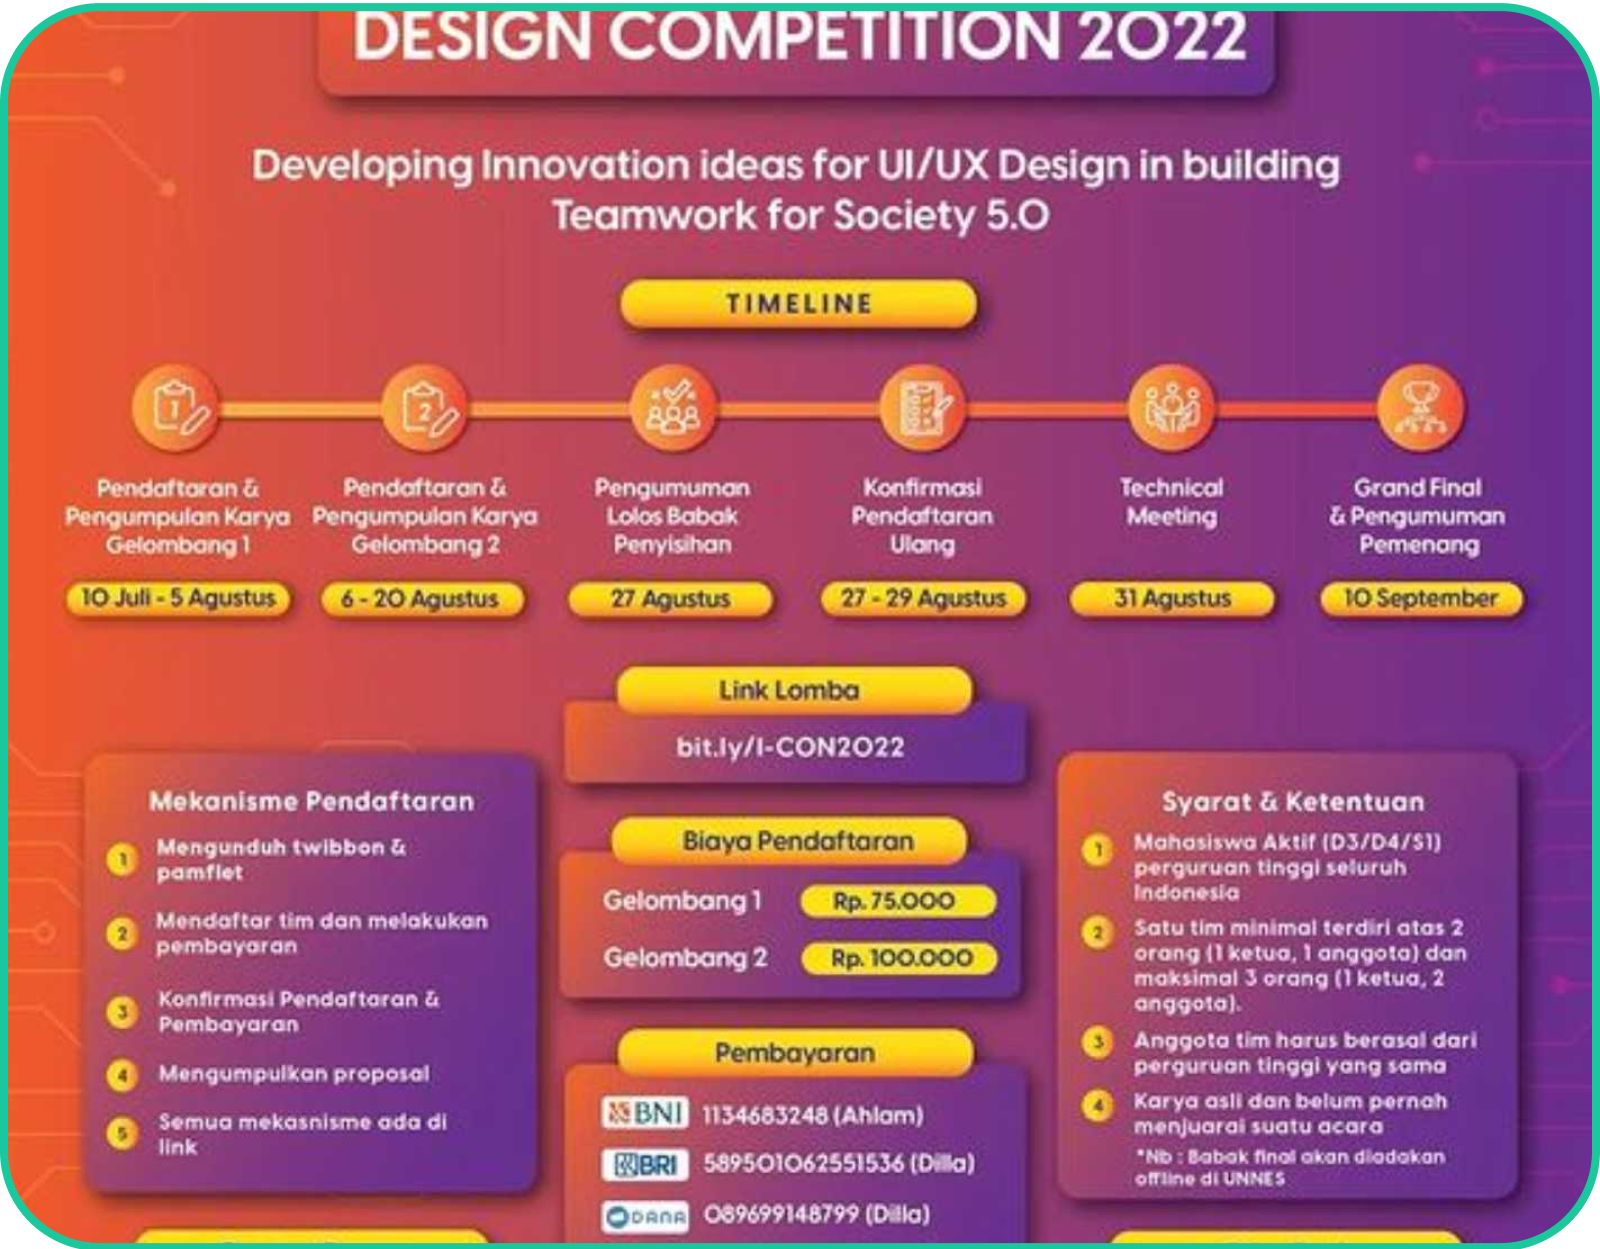 DESIGN COMPETITION 2022
Developing Innovation ideas for UI/UX Design in building
Teamwork for Society 5.0
TIMELINE
1
Pendaftaran &
Pengumpulan Karya
Gelombang 1
10 Juli - 5 Agustus
2
Pendaftaran &
Pengumpulan Karya
Gelombang 2
6 - 20 Agustus
Pengumuman
Lolos Babak
Penyisihan
27 Agustus
Konfirmasi
Pendaftaran
Ulang
27 - 29 Agustus
Technical
Meeting
31 Agustus
Grand Final
& Pengumuman
Pemenang
10 September
Mekanisme Pendaftaran
1 Mengunduh twibbon &
pamflet
2 Mendaftar tim dan melakukan
pembayaran
3 Konfirmasi Pendaftaran &
Pembayaran
4 Mengumpulkan proposal
5 Semua mekasnisme ada di
link
Link Lomba
bit.ly/I-CON2022
Biaya Pendaftaran
Gelombang 1 Rp. 75.000
Gelombang 2 Rp. 100.000
Pembayaran
BNI 1134683248 (Ahlam)
BRI 589501062551536 (Dilla)
DANA 089699148799 (Dilla)
Syarat & Ketentuan
1 Mahasiswa Aktif (D3/D4/S1)
perguruan tinggi seluruh
Indonesia
2 Satu tim minimal terdiri atas 2
orang (1 ketua, 1 anggota) dan
maksimal 3 orang (1 ketua, 2
anggota).
3 Anggota tim harus berasal dari
perguruan tinggi yang sama
4 Karya asli dan belum pernah
menjuarai suatu acara
*Nb : Babak final akan diadakan
offline di UNNES